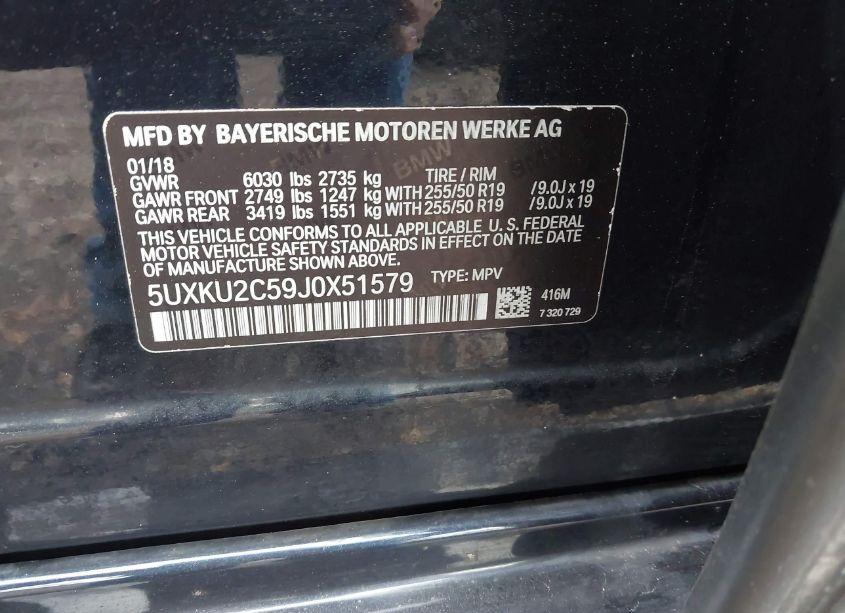 MFD BY BAYERISCHE MOTOREN WERKE AG
01/18 TIRE / RIM
GVWR 6030 lbs 2735 kg
GAWR FRONT 2749 lbs 1247 kg WITH 255/50 R19 / 9.0J x 19
GAWR REAR 3419 lbs 1551 kg WITH 255/50 R19 / 9.0J x 19
THIS VEHICLE CONFORMS TO ALL APPLICABLE U. S. FEDERAL
MOTOR VEHICLE SAFETY STANDARDS IN EFFECT ON THE DATE
OF MANUFACTURE SHOWN ABOVE.
5UXKU2C59J0X51579 TYPE: MPV
416M
7 320 729
BMW